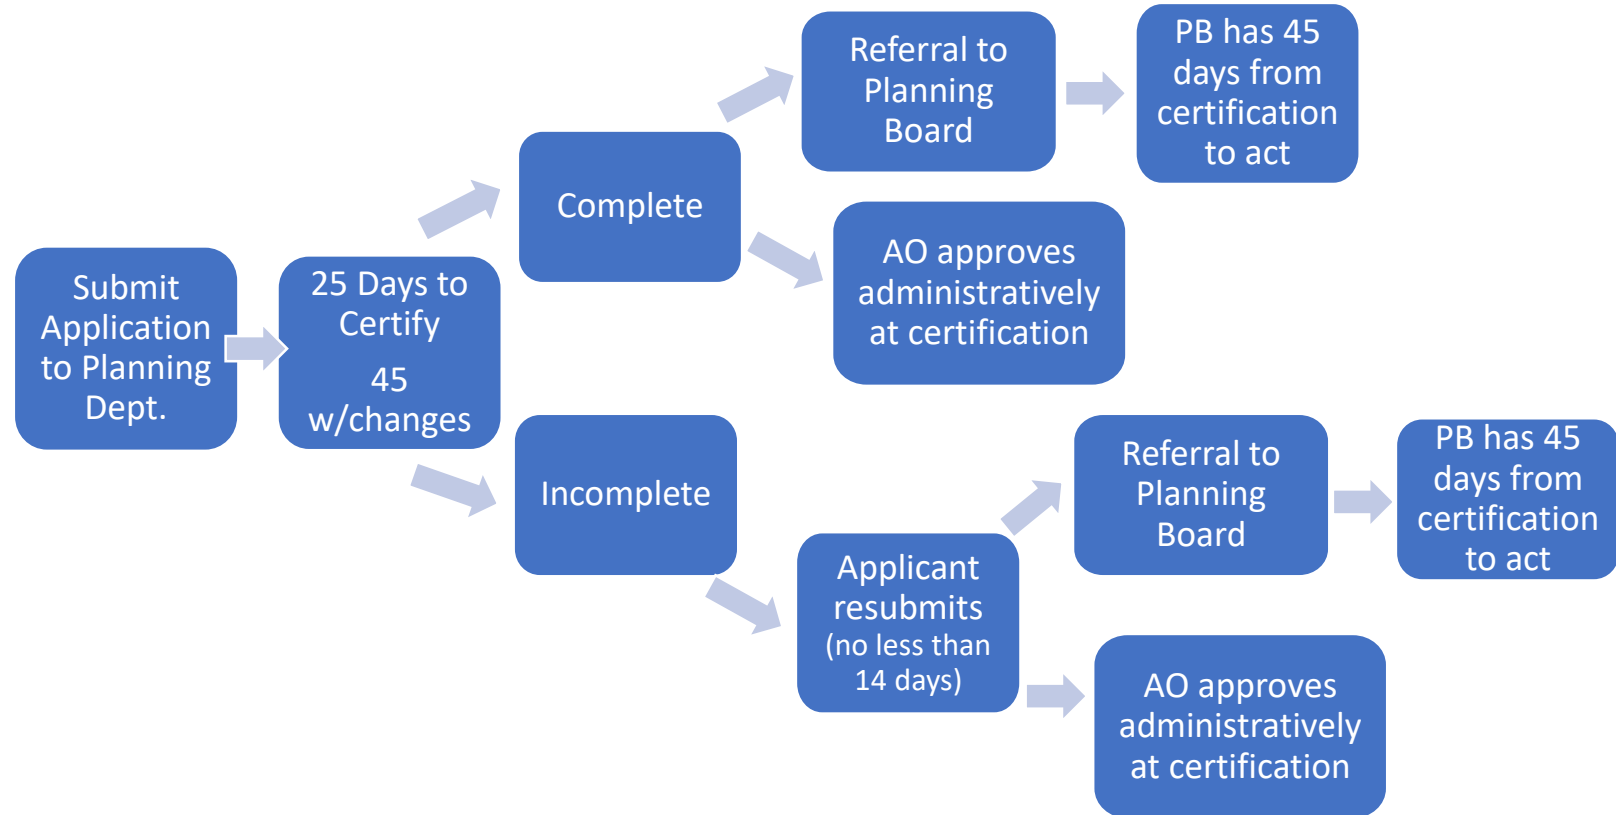 Submit
Application
to Planning
Dept.
25 Days to
Certify
45
w/changes
Complete
Referral to
Planning
Board
PB has 45
days from
certification
to act
AO approves
administratively
at certification
Incomplete
Applicant
resubmits
(no less than
14 days)
Referral to
Planning
Board
PB has 45
days from
certification
to act
AO approves
administratively
at certification